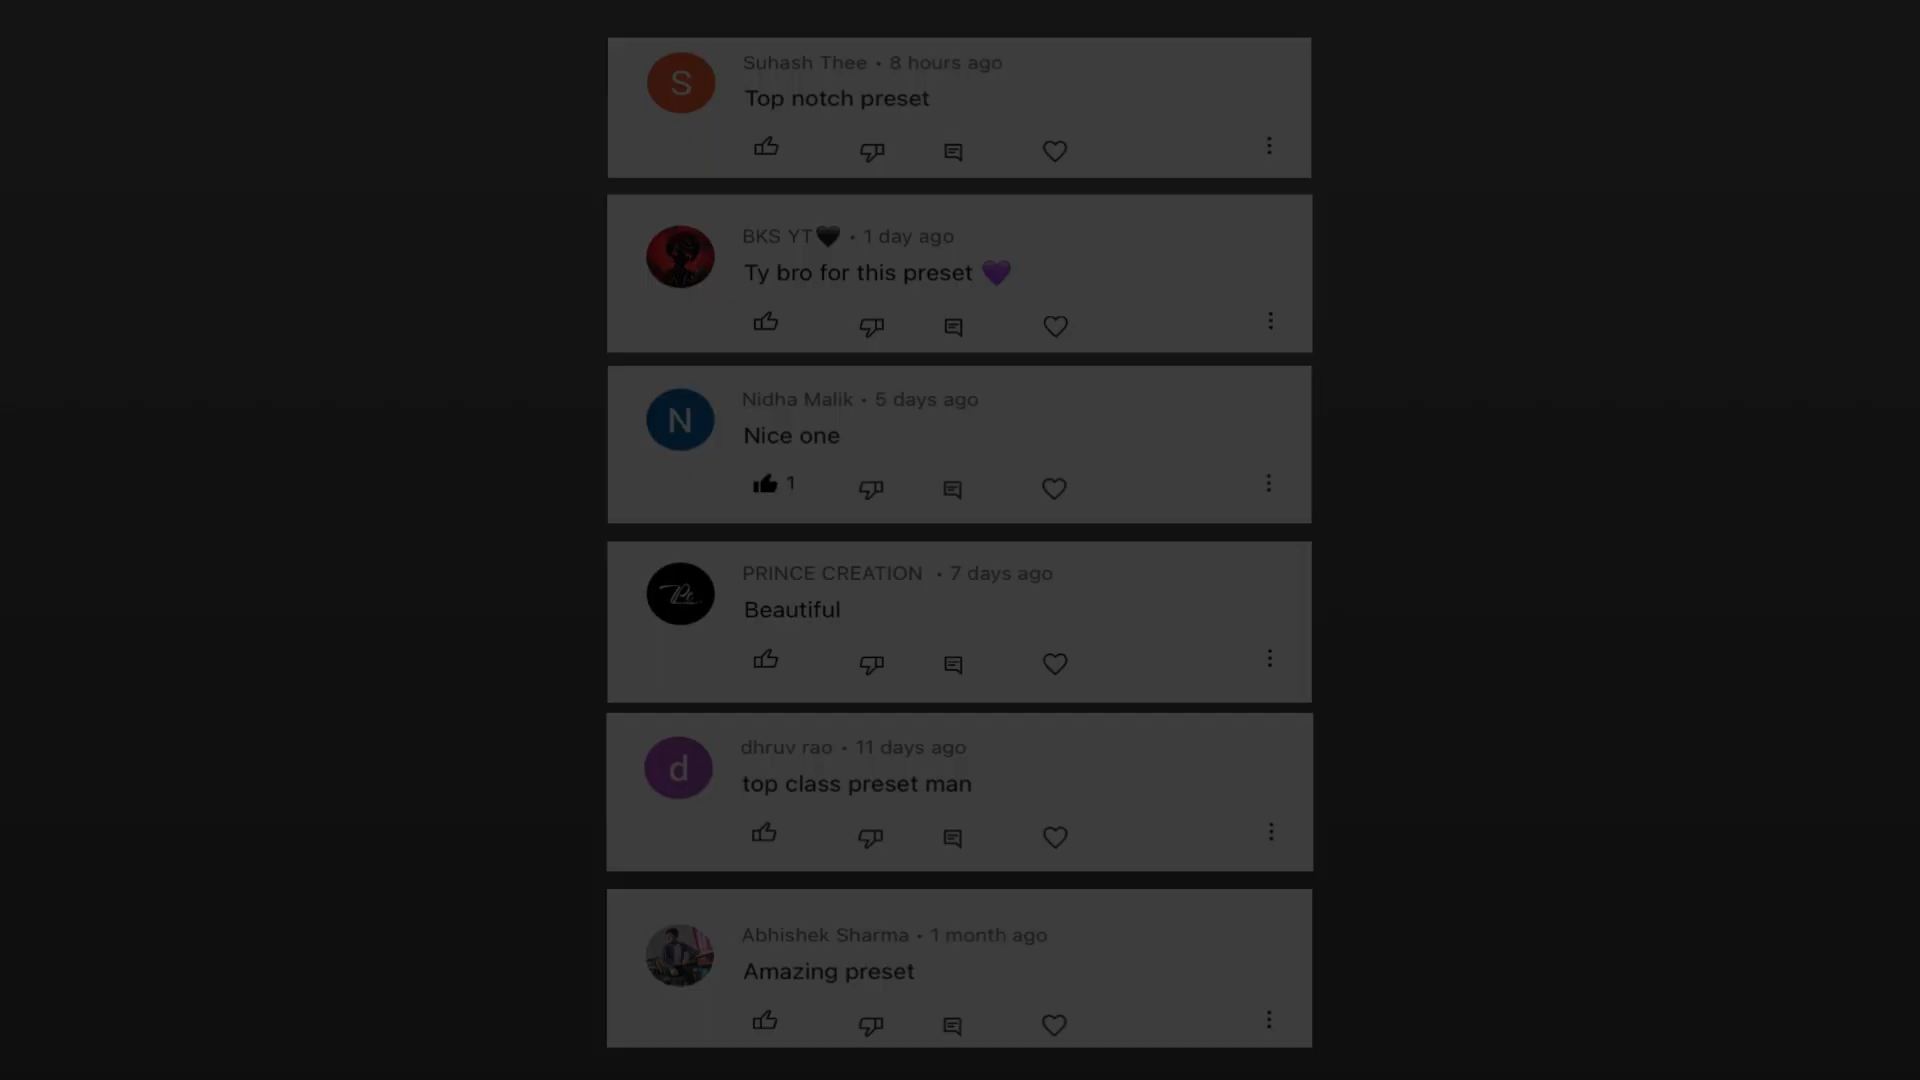 S
Suhash Thee • 8 hours ago
Top notch preset
BKS YT🖤 • 1 day ago
Ty bro for this preset 💜
N
Nidha Malik • 5 days ago
Nice one
1
PRINCE CREATION • 7 days ago
Beautiful
d
dhruv rao • 11 days ago
top class preset man
Abhishek Sharma • 1 month ago
Amazing preset